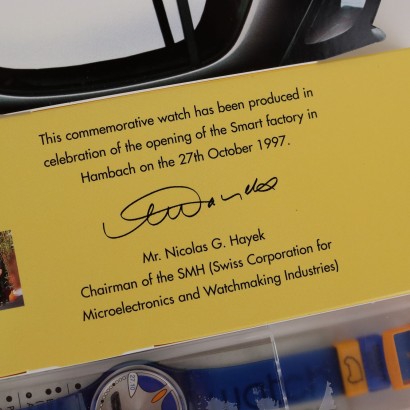 This commemorative watch has been produced in
celebration of the opening of the Smart factory in
Hambach on the 27th October 1997.
Mr. Nicolas G. Hayek
Chairman of the SMH (Swiss Corporation for
Microelectronics and Watchmaking Industries)